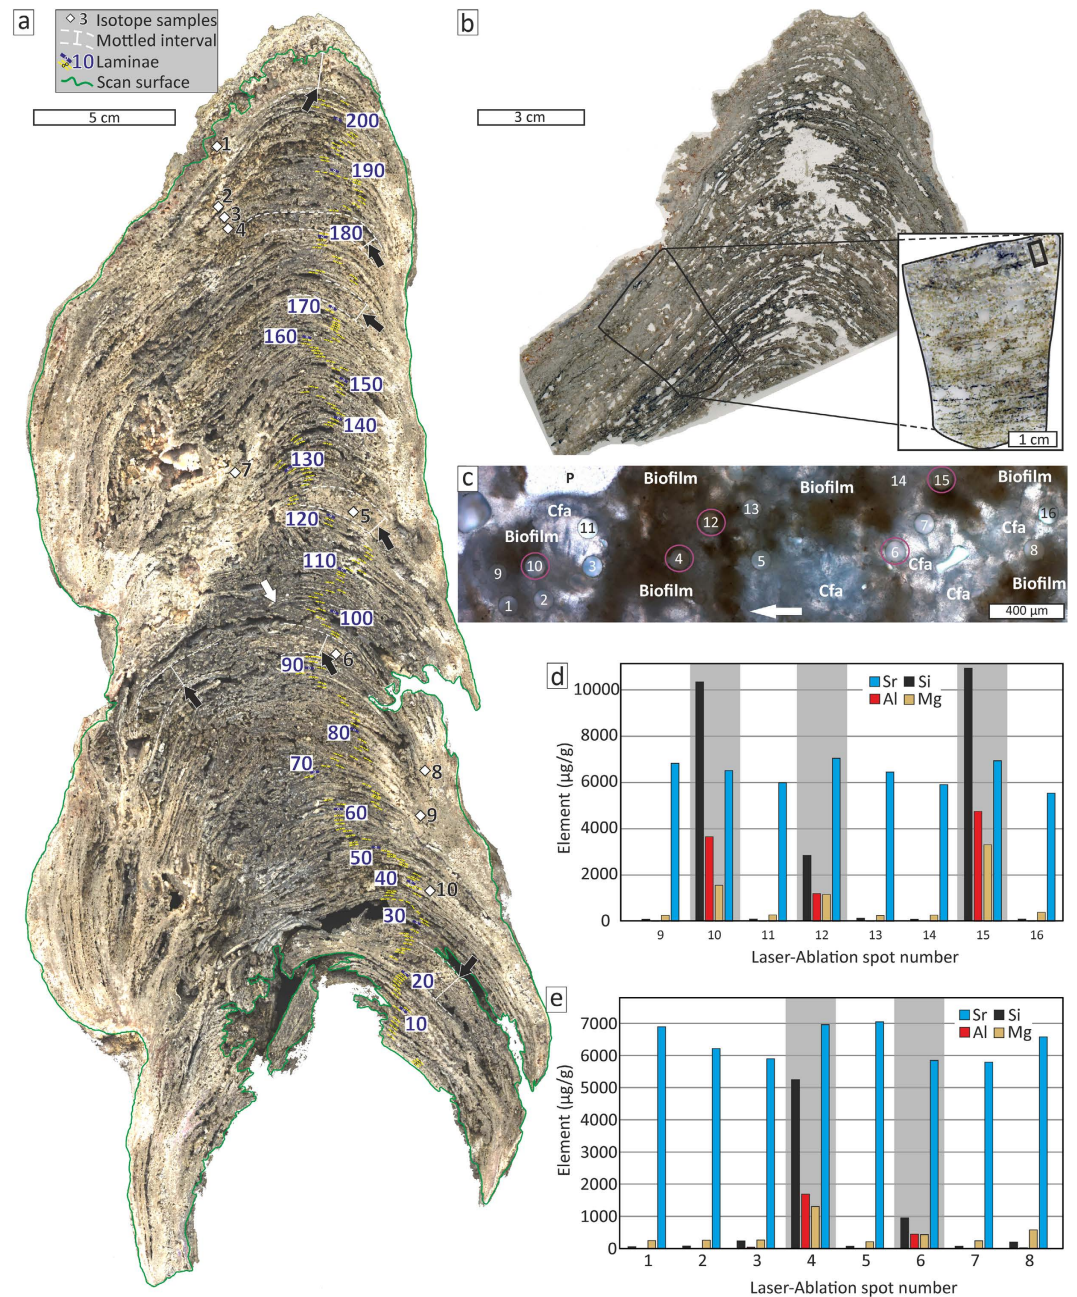 a
3 Isotope samples
Mottled interval
10 Laminae
Scan surface
5 cm
200
1
190
2
3
4
180
170
160
150
140
130
7
120
5
110
100
6
90
80
8
70
9
60
50
40
10
30
20
10
b
3 cm
1 cm
c
P
Biofilm
14
15
Biofilm
Biofilm
Cfa
11
12
13
7
16
Biofilm
Cfa
9
10
3
4
5
6
Cfa
8
1
2
Biofilm
Cfa
Cfa
Biofilm
400 µm
d
Sr Si
Al Mg
Element (µg/g)
10000
8000
6000
4000
2000
0
9 10 11 12 13 14 15 16
Laser-Ablation spot number
e
Sr Si
Al Mg
Element (µg/g)
7000
6000
5000
4000
3000
2000
1000
0
1 2 3 4 5 6 7 8
Laser-Ablation spot number